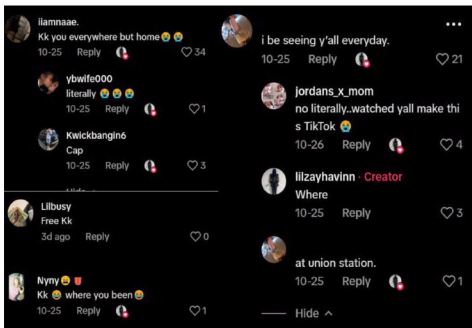 iiamnaae.
Kk you everywhere but home😭😭
10-25 Reply 34
ybwife000
literally 😭😭😭
10-25 Reply 1
Kwickbangin6
Cap
10-25 Reply 3
Lilbusy
Free Kk
3d ago Reply 0
Nyny😩👅
Kk 😂 where you been😂
10-25 Reply 1
i be seeing y'all everyday.
10-25 Reply 21
jordans_x_mom
no literally..watched yall make thi
s TikTok 😭
10-26 Reply 4
lilzayhavinn · Creator
Where
10-25 Reply 3
at union station.
10-25 Reply 1
Hide